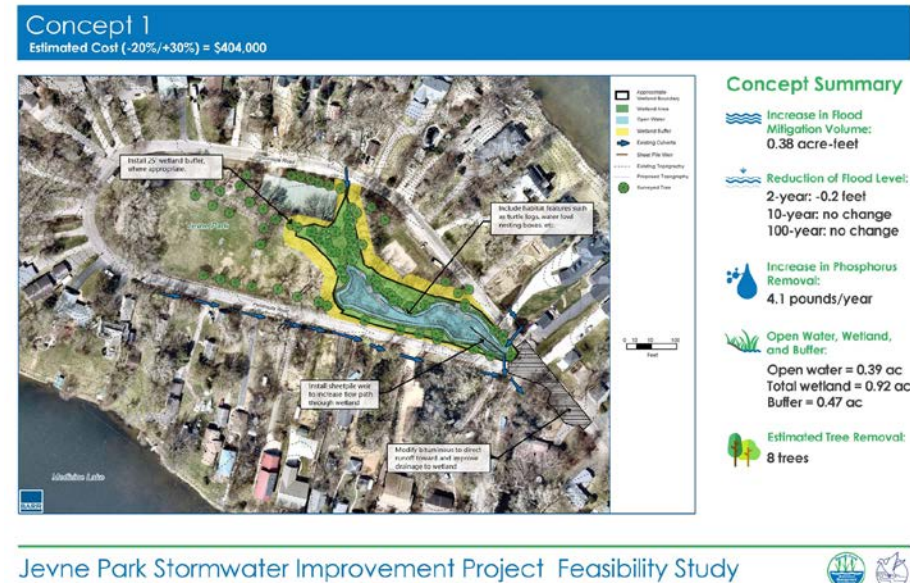 Concept 1
Estimated Cost (-20%/+30%) = $404,000
Install 25' wetland buffer,
where appropriate.
Include habitat features such
as turtle logs, water fowl
nesting boxes, etc.
Install sheetpile weir
to increase flow path
through wetland
Modify bituminous to direct
runoff toward and improve
drainage to wetland
Jevne Park
Medicine Lake
BARR
Approximate
Wetland Boundary
Wetland Area
Open Water
Wetland Buffer
Existing Culverts
Sheet Pile Weir
Existing Topography
Proposed Topography
Surveyed Tree
Feet
Concept Summary
Increase in Flood
Mitigation Volume:
0.38 acre-feet
Reduction of Flood Level:
2-year: -0.2 feet
10-year: no change
100-year: no change
Increase in Phosphorus
Removal:
4.1 pounds/year
Open Water, Wetland,
and Buffer:
Open water = 0.39 ac
Total wetland = 0.92 ac
Buffer = 0.47 ac
Estimated Tree Removal:
8 trees
Jevne Park Stormwater Improvement Project Feasibility Study